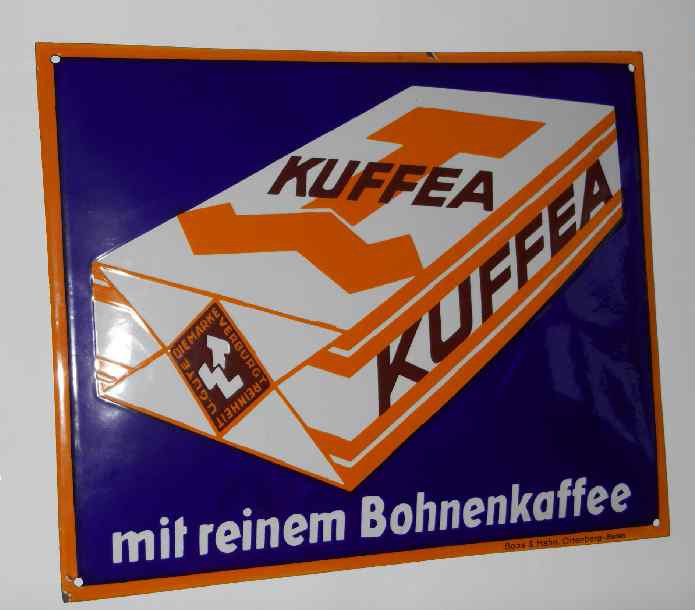 KUFFEA
KUFFEA
DIE MARKE
VERBÜRGT REINHEIT
U. GÜTE
mit reinem Bohnenkaffee
Boos & Hahn, Ortenberg-Baden